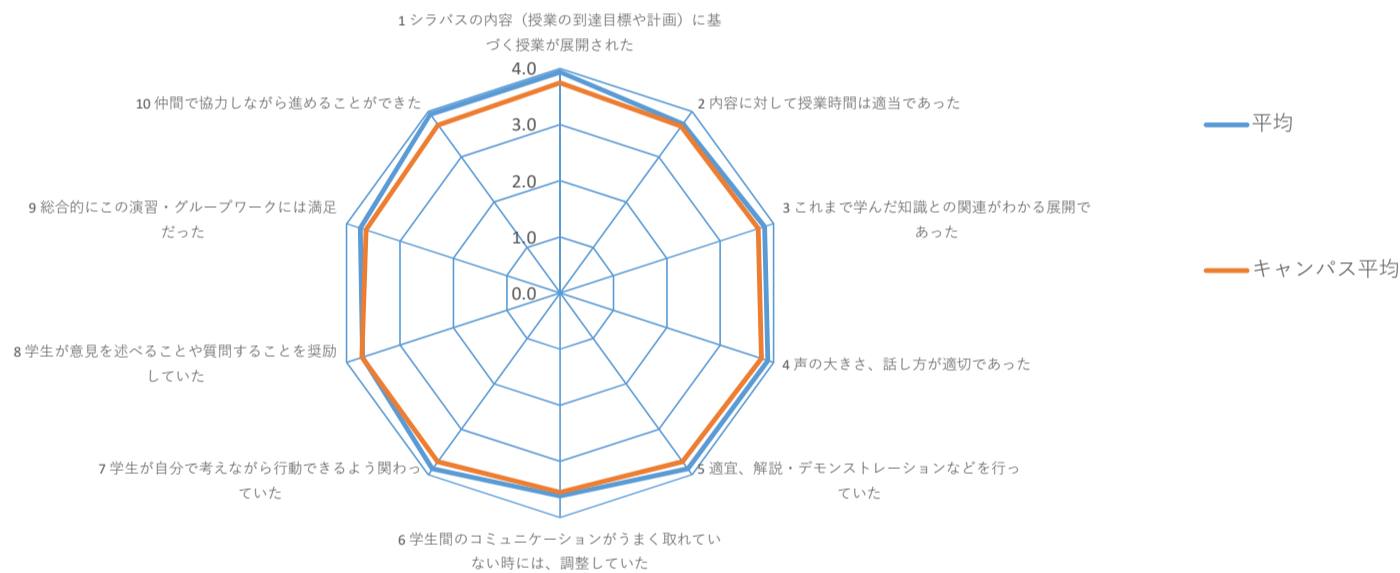 1 シラバスの内容（授業の到達目標や計画）に基
づく授業が展開された
4.0
10 仲間で協力しながら進めることができた
2 内容に対して授業時間は適当であった
平均
3.0
2.0
9 総合的にこの演習・グループワークには満足
だった
3 これまで学んだ知識との関連がわかる展開で
あった
1.0
キャンパス平均
0.0
8 学生が意見を述べることや質問することを奨励
していた
4 声の大きさ、話し方が適切であった
7 学生が自分で考えながら行動できるよう関わっ
ていた
5 適宜、解説・デモンストレーションなどを行っ
ていた
6 学生間のコミュニケーションがうまく取れてい
ない時には、調整していた